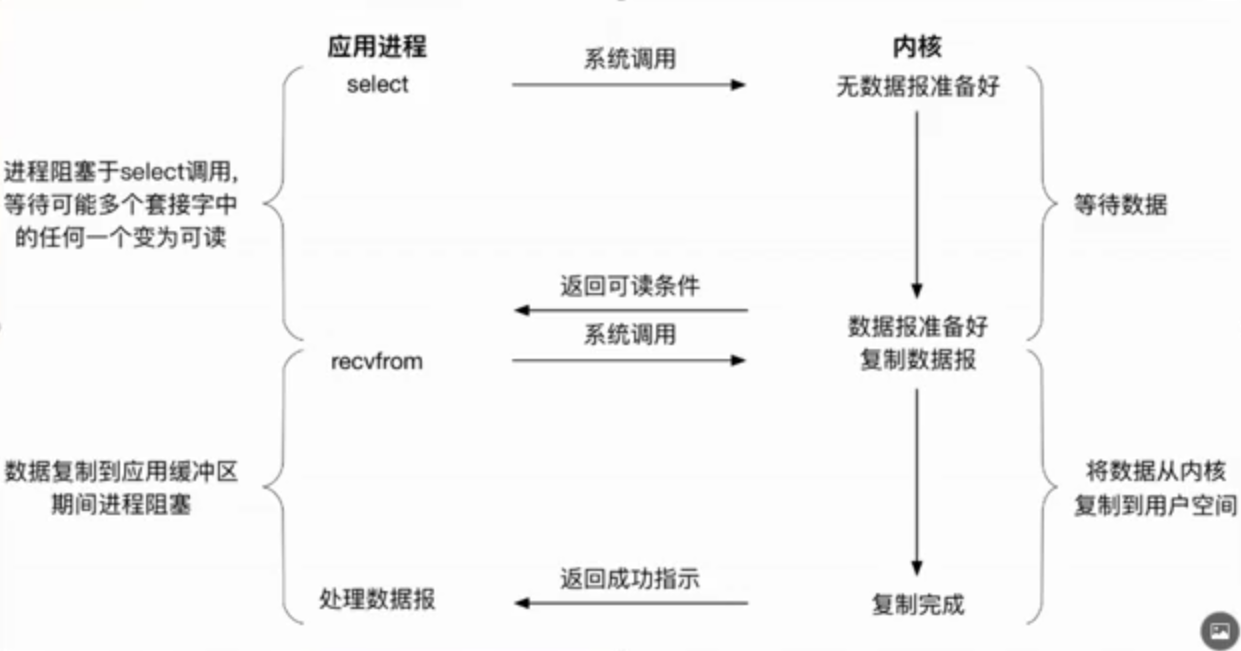 应用进程
系统调用
内核
select
无数据报准备好
进程阻塞于select调用,
等待可能多个套接字中
的任何一个变为可读
等待数据
返回可读条件
数据报准备好
系统调用
recvfrom
复制数据报
数据复制到应用缓冲区
期间进程阻塞
将数据从内核
复制到用户空间
返回成功指示
处理数据报
复制完成